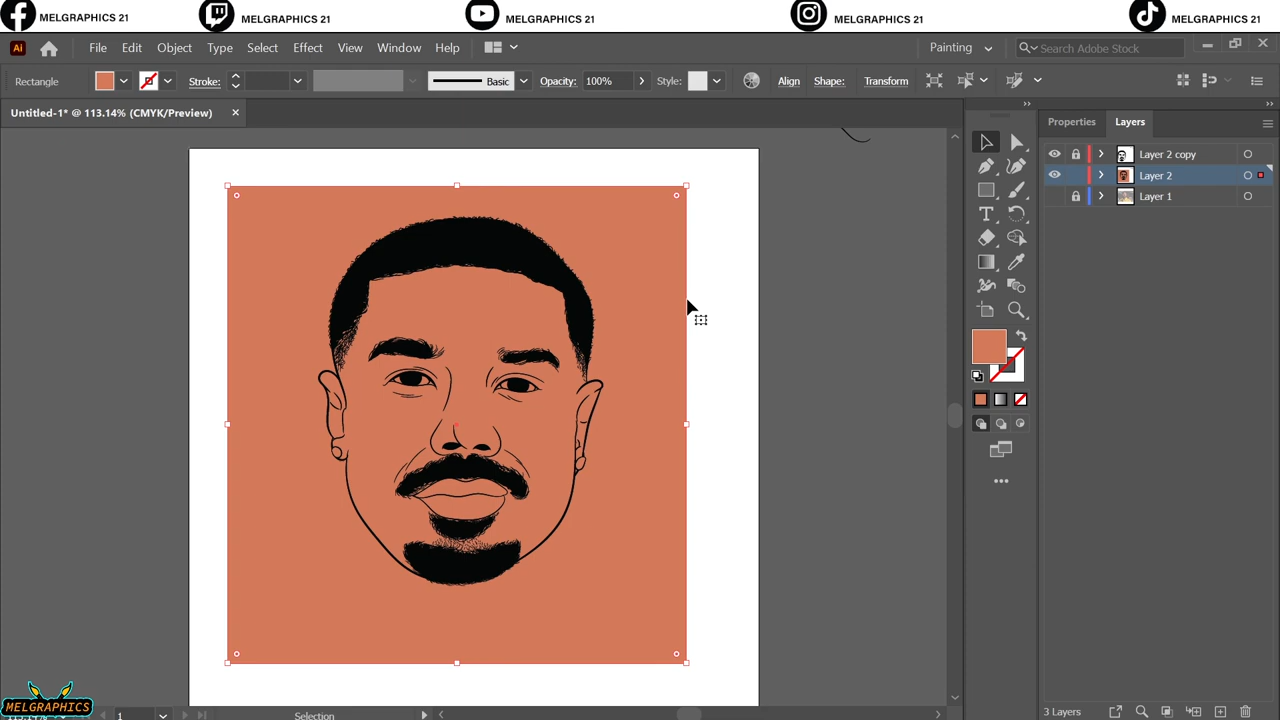 MELGRAPHICS 21 MELGRAPHICS 21 MELGRAPHICS 21 MELGRAPHICS 21 MELGRAPHICS 21
Ai File Edit Object Type Select Effect View Window Help Painting Search Adobe Stock
Rectangle Stroke: Basic Opacity: 100% Style: Align Shape: Transform
Untitled-1* @ 113.14% (CMYK/Preview)
Properties Layers
Layer 2 copy
Layer 2
Layer 1
MELGRAPHICS
1 Selection
3 Layers